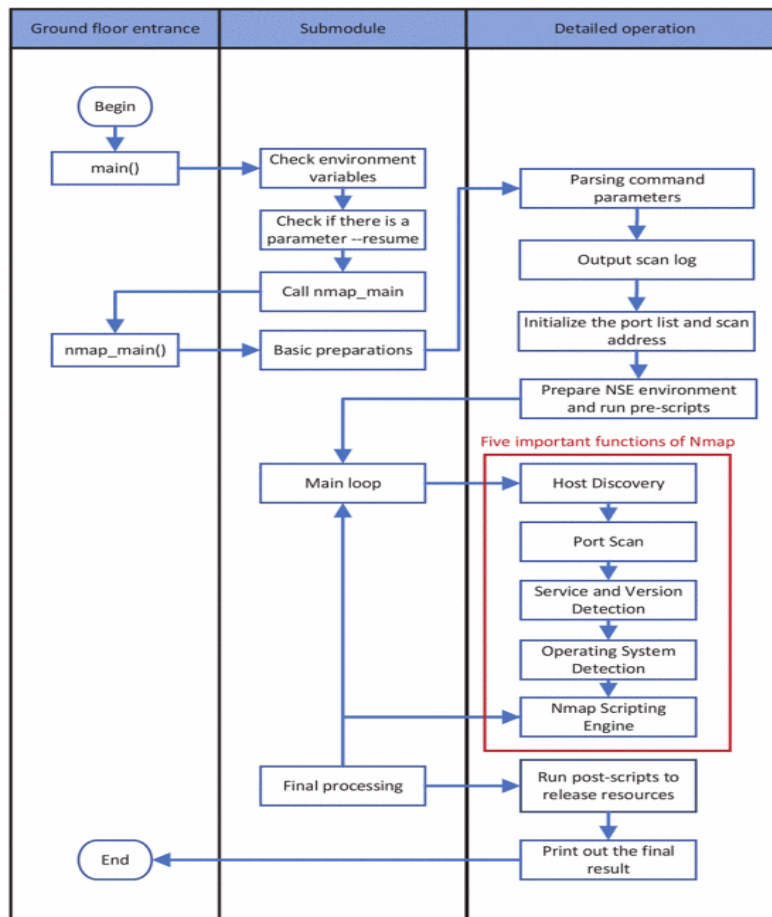 Ground floor entrance
Submodule
Detailed operation
Begin
main()
Check environment
variables
Parsing command
parameters
Check if there is a
parameter --resume
Output scan log
Call nmap_main
Initialize the port list and scan
address
nmap_main()
Basic preparations
Prepare NSE environment
and run pre-scripts
Five important functions of Nmap
Main loop
Host Discovery
Port Scan
Service and Version
Detection
Operating System
Detection
Nmap Scripting
Engine
Final processing
Run post-scripts to
release resources
End
Print out the final
result